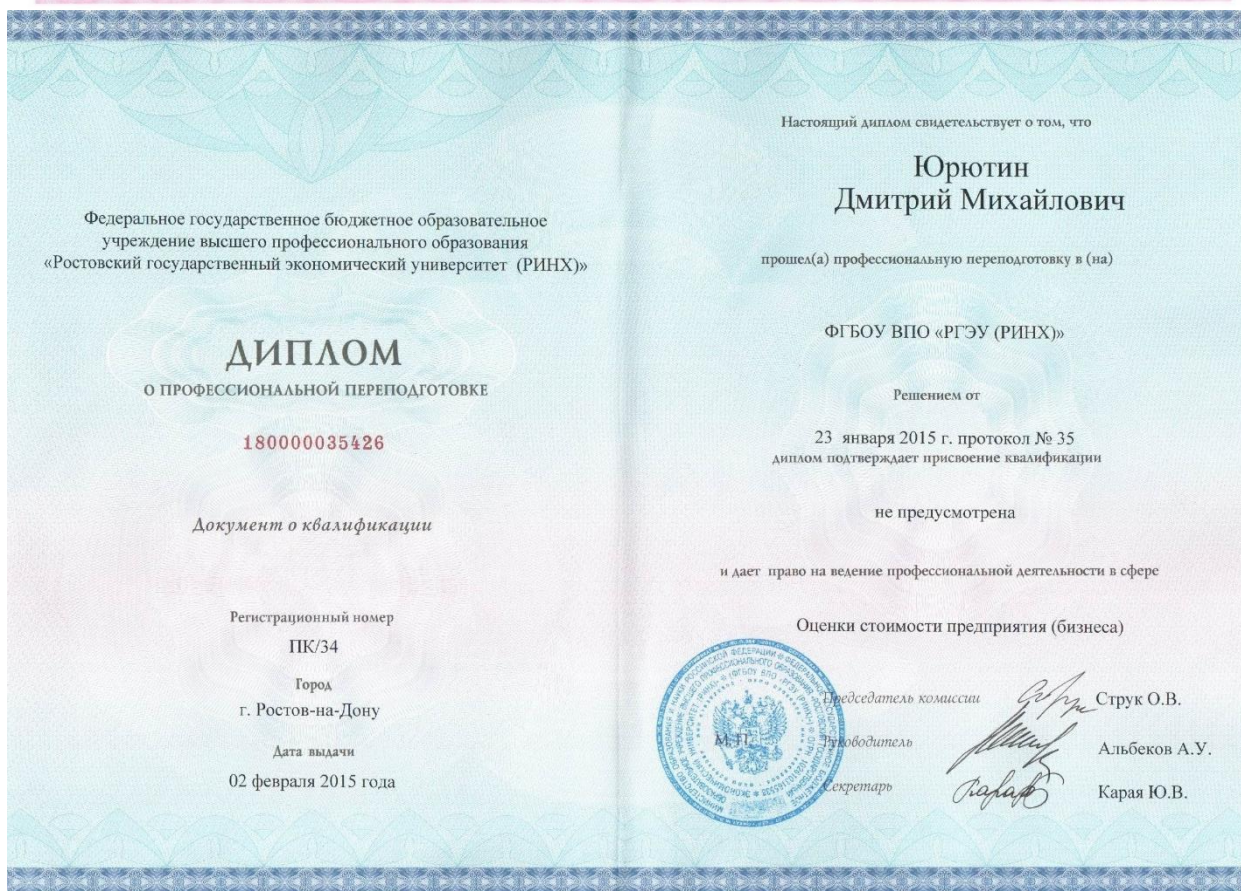 Федеральное государственное бюджетное образовательное
учреждение высшего профессионального образования
«Ростовский государственный экономический университет (РИНХ)»
ДИПЛОМ
О ПРОФЕССИОНАЛЬНОЙ ПЕРЕПОДГОТОВКЕ
180000035426
Документ о квалификации
Регистрационный номер
ПК/34
Город
г. Ростов-на-Дону
Дата выдачи
02 февраля 2015 года
Настоящий диплом свидетельствует о том, что
Юрютин
Дмитрий Михайлович
прошел(а) профессиональную переподготовку в (на)
ФГБОУ ВПО «РГЭУ (РИНХ)»
Решением от
23 января 2015 г. протокол № 35
диплом подтверждает присвоение квалификации
не предусмотрена
и дает право на ведение профессиональной деятельности в сфере
Оценки стоимости предприятия (бизнеса)
Председатель комиссии Струк О.В.
М.П. Руководитель Альбеков А.У.
Секретарь Карая Ю.В.